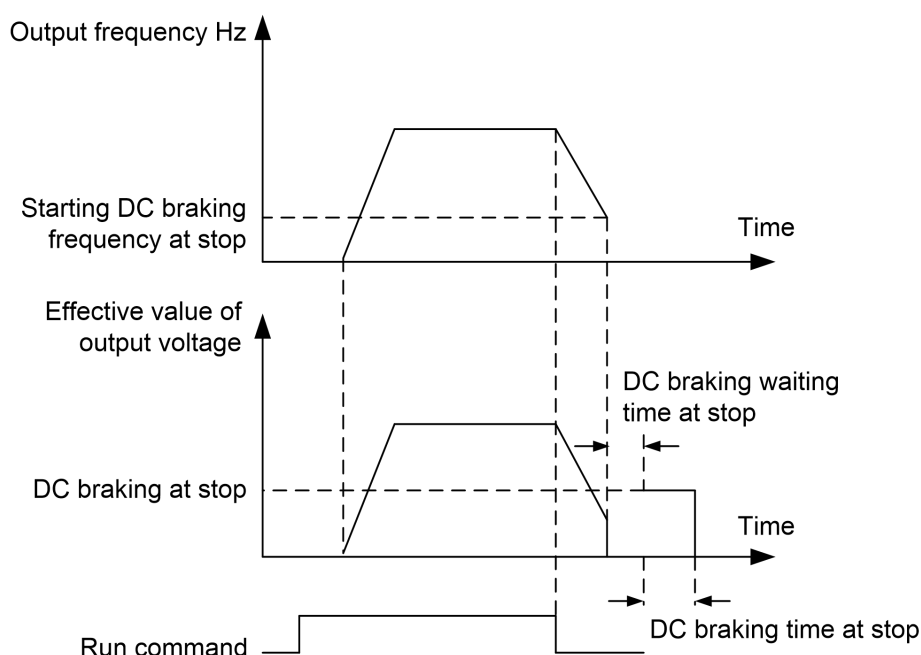 Output frequency Hz
Starting DC braking
frequency at stop
Time
Effective value of
output voltage
DC braking waiting
time at stop
DC braking at stop
Time
DC braking time at stop
Run command